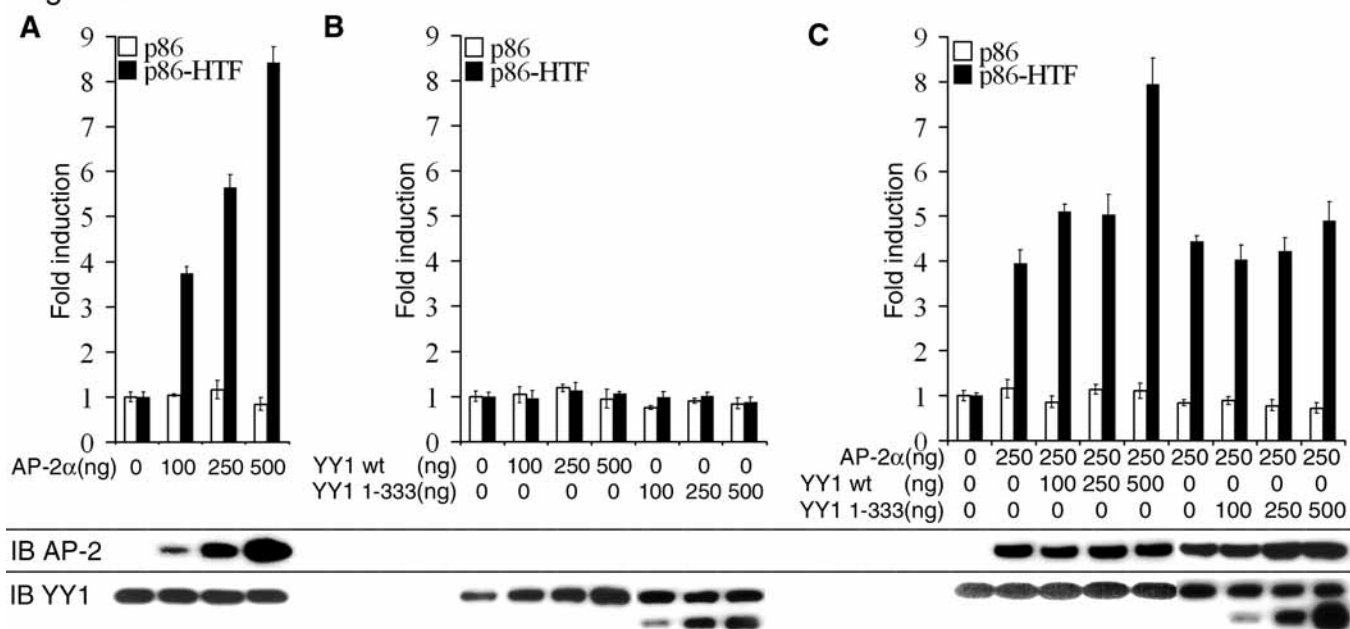 A
9
8
7
6
5
4
3
2
1
0
Fold induction
p86
p86-HTF
AP-2α(ng) 0 100 250 500
B
9
8
7
6
5
4
3
2
1
0
Fold induction
p86
p86-HTF
YY1 wt (ng) 0 100 250 500 0 0 0
YY1 1-333(ng) 0 0 0 0 100 250 500
C
9
8
7
6
5
4
3
2
1
0
Fold induction
p86
p86-HTF
AP-2α(ng) 0 250 250 250 250 250 250 250 250
YY1 wt (ng) 0 0 100 250 500 0 0 0 0
YY1 1-333(ng) 0 0 0 0 0 0 100 250 500
IB AP-2
IB YY1